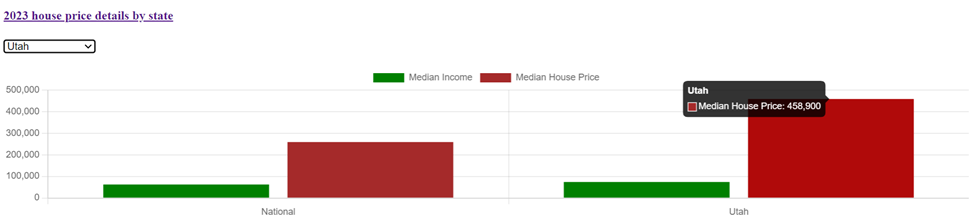 2023 house price details by state
Utah
Median Income Median House Price
500,000
400,000
300,000
200,000
100,000
0
Utah
Median House Price: 458,900
National Utah